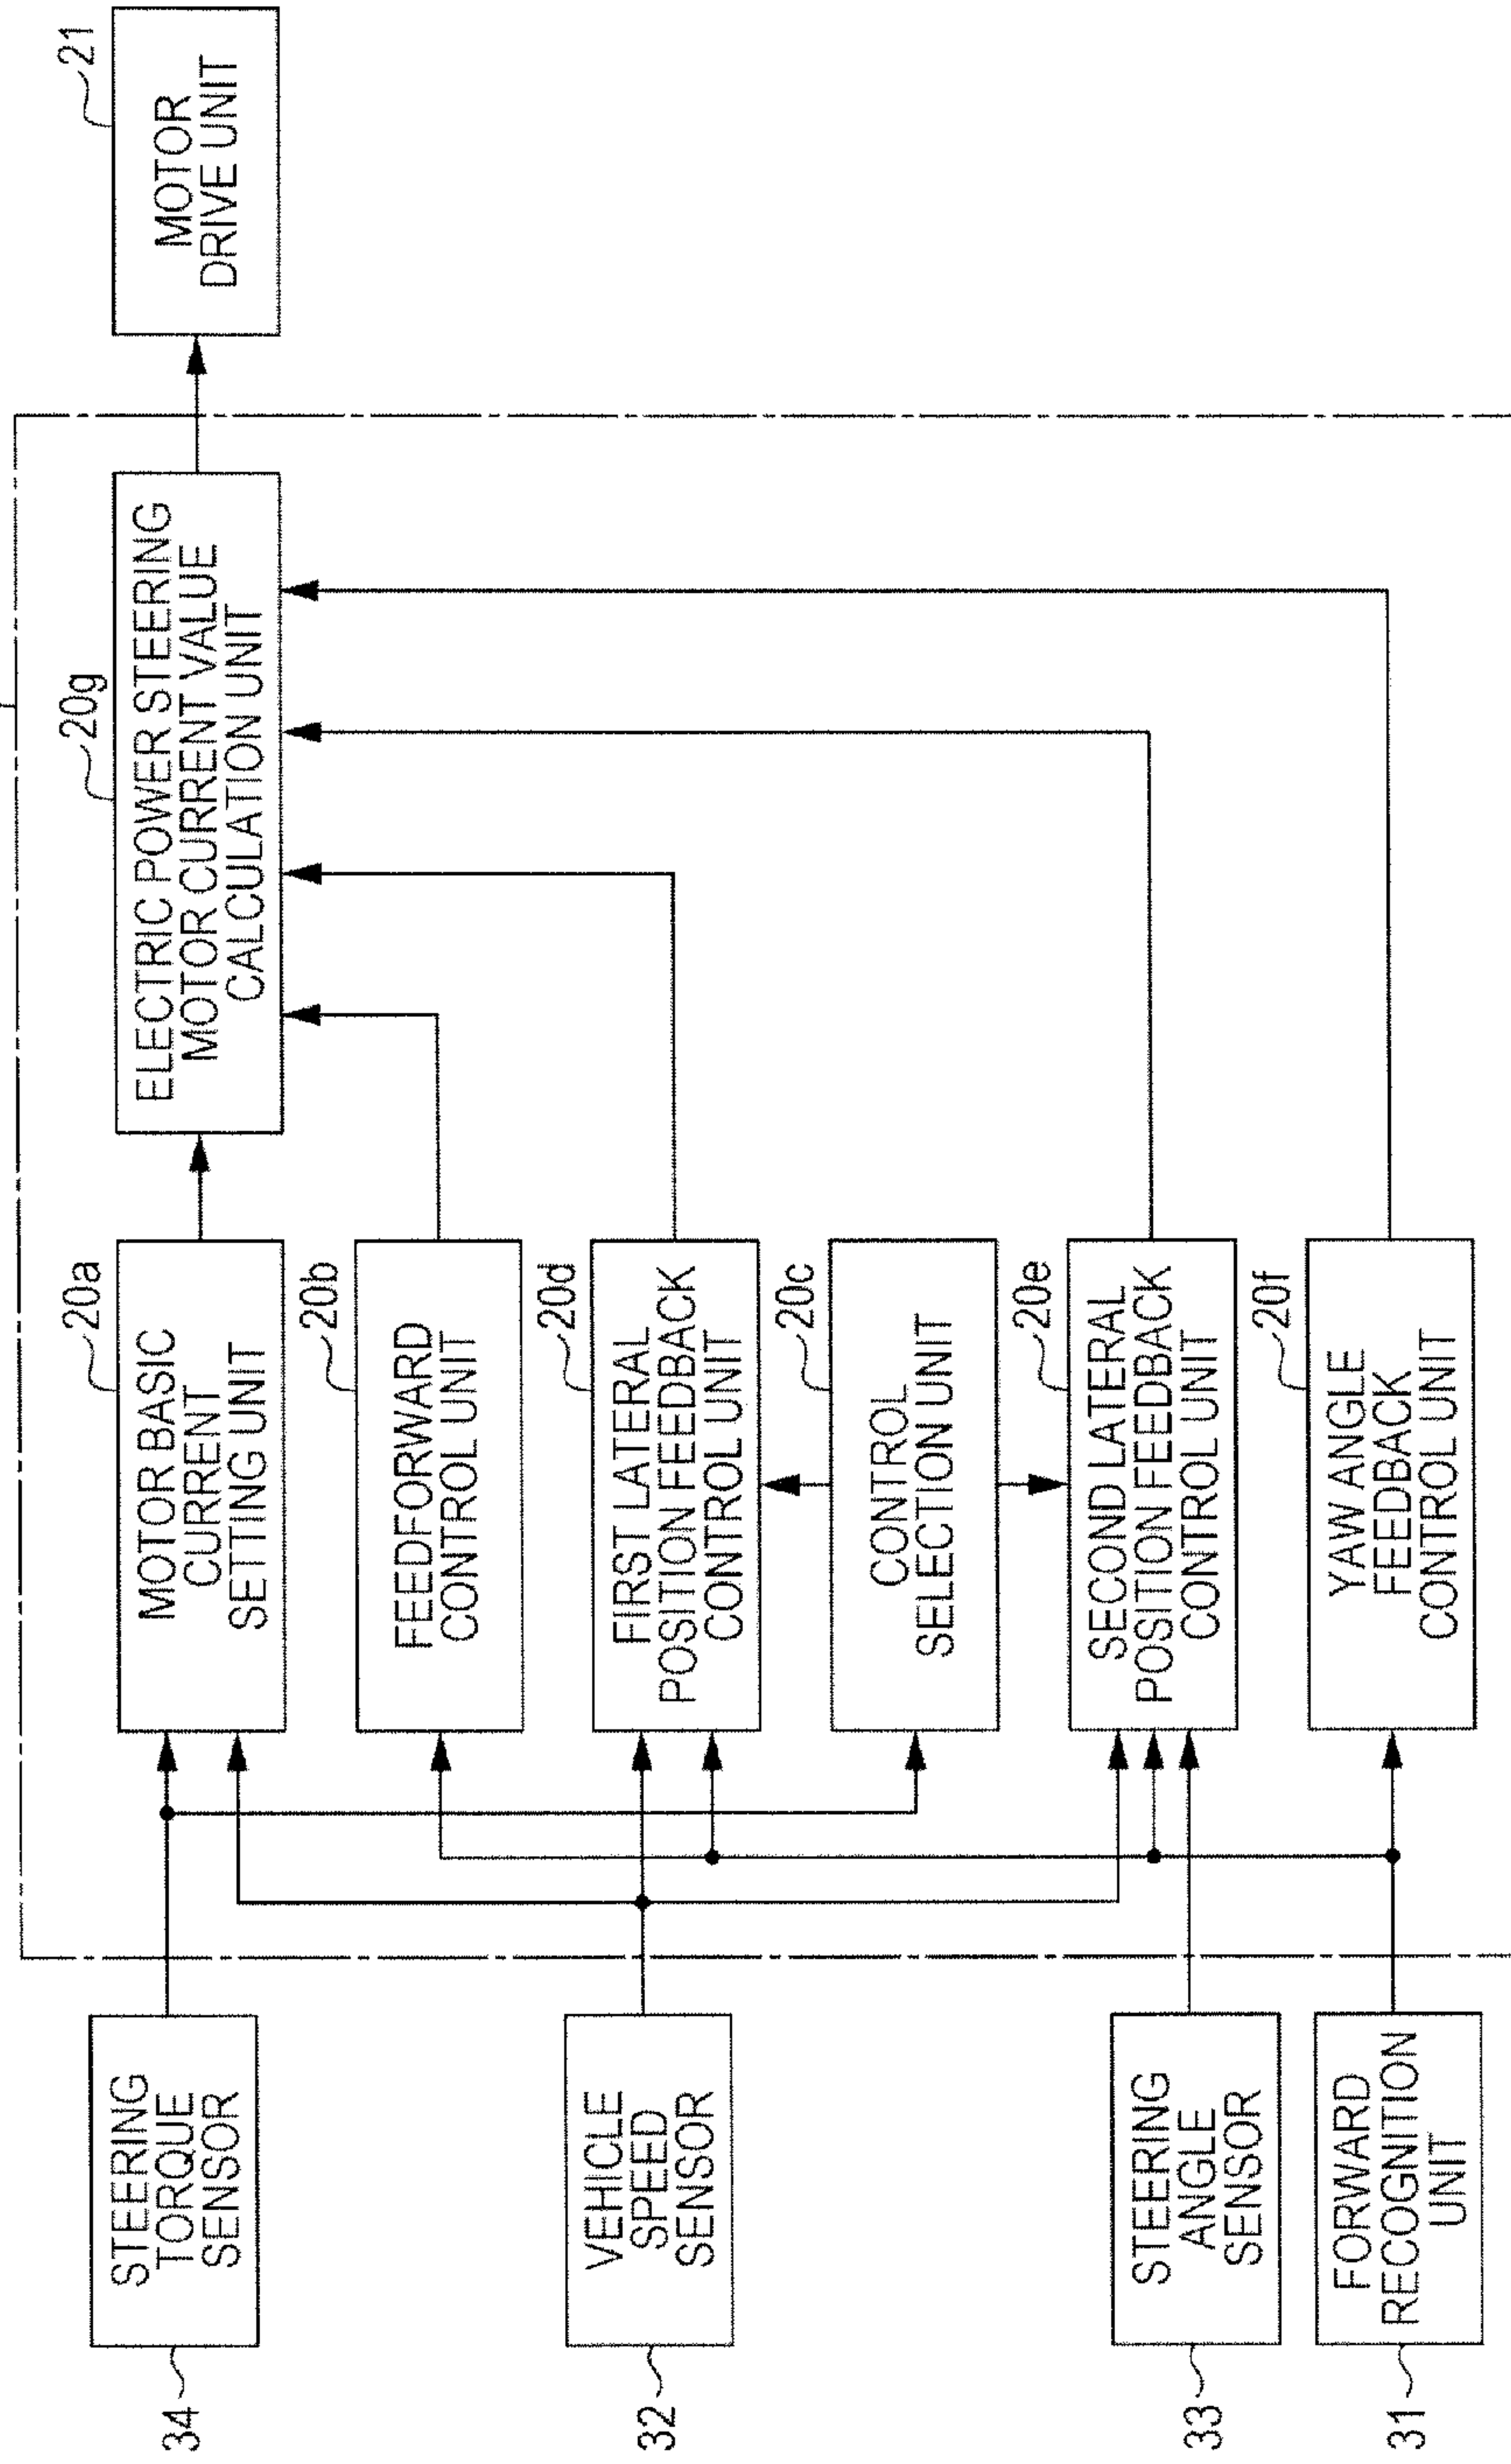 34
STEERING
TORQUE
SENSOR
32
VEHICLE
SPEED
SENSOR
33
STEERING
ANGLE
SENSOR
31
FORWARD
RECOGNITION
UNIT
20a
MOTOR BASIC
CURRENT
SETTING UNIT
20b
FEEDFORWARD
CONTROL UNIT
20d
FIRST LATERAL
POSITION FEEDBACK
CONTROL UNIT
20c
CONTROL
SELECTION UNIT
20e
SECOND LATERAL
POSITION FEEDBACK
CONTROL UNIT
20f
YAW ANGLE
FEEDBACK
CONTROL UNIT
20g
ELECTRIC POWER STEERING
MOTOR CURRENT VALUE
CALCULATION UNIT
21
MOTOR
DRIVE UNIT